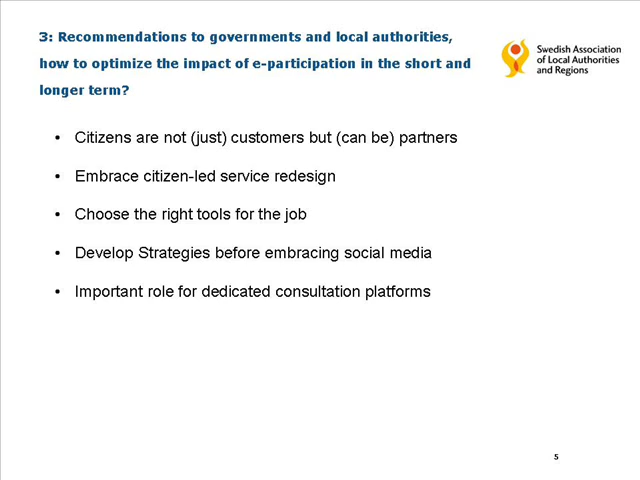 3: Recommendations to governments and local authorities,
how to optimize the impact of e-participation in the short and
longer term?
Swedish Association
of Local Authorities
and Regions
• Citizens are not (just) customers but (can be) partners
• Embrace citizen-led service redesign
• Choose the right tools for the job
• Develop Strategies before embracing social media
• Important role for dedicated consultation platforms
5